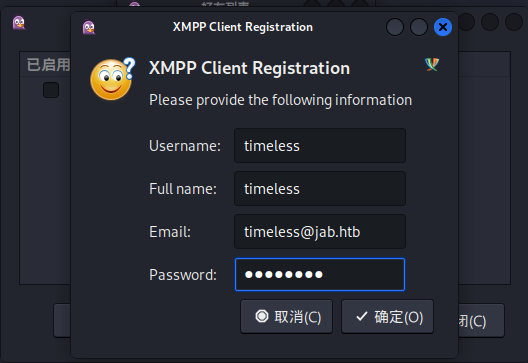 XMPP Client Registration
已启用
XMPP Client Registration
Please provide the following information
Username: timeless
Full name: timeless
Email: timeless@jab.htb
Password: ●●●●●●●●
取消(C) 确定(O) 闭(C)